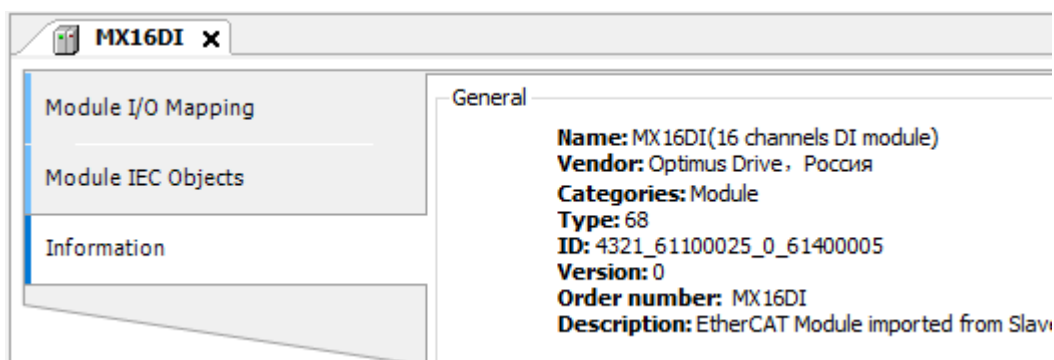 MX16DI
Module I/O Mapping
Module IEC Objects
Information
General
Name: MX16DI(16 channels DI module)
Vendor: Optimus Drive，Россия
Categories: Module
Type: 68
ID: 4321_61100025_0_61400005
Version: 0
Order number: MX16DI
Description: EtherCAT Module imported from